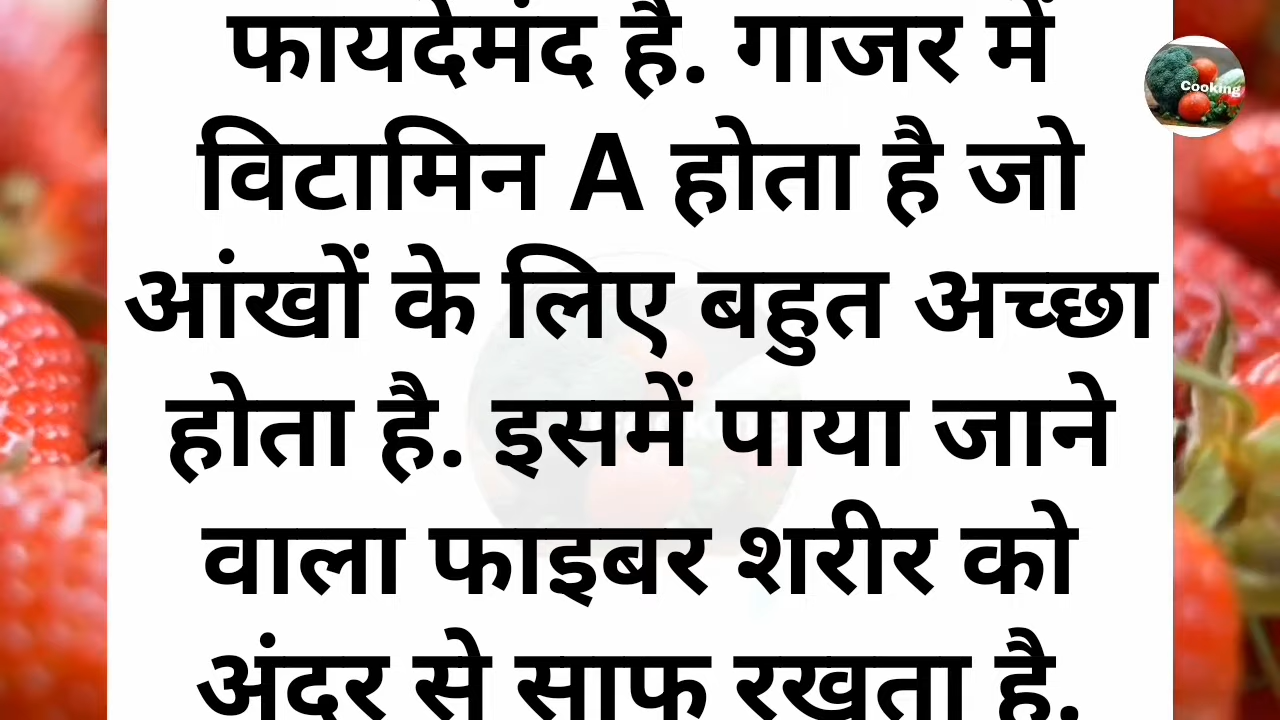 फायदेमंद है. गाजर में
Cooking
विटामिन A होता है जो
आंखों के लिए बहुत अच्छा
होता है. इसमें पाया जाने
वाला फाइबर शरीर को
अंदर से साफ रखता है.